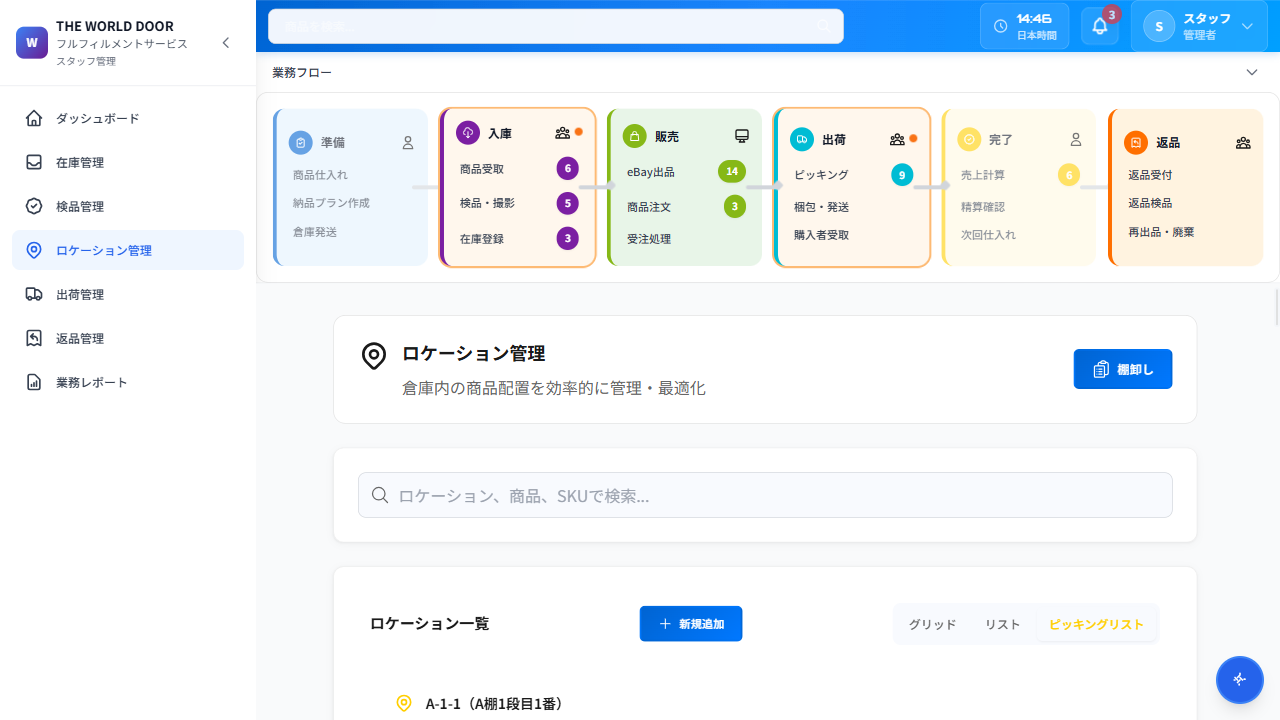 W
THE WORLD DOOR
フルフィルメントサービス
スタッフ管理
ダッシュボード
在庫管理
検品管理
ロケーション管理
出荷管理
返品管理
業務レポート
商品を検索...
14:46
日本時間
3
S
スタッフ
管理者
業務フロー
準備
商品仕入れ
納品プラン作成
倉庫発送
入庫
商品受取 6
検品・撮影 5
在庫登録 3
販売
eBay出品 14
商品注文 3
受注処理
出荷
ピッキング 9
梱包・発送
購入者受取
完了
売上計算 6
精算確認
次回仕入れ
返品
返品受付
返品検品
再出品・廃棄
ロケーション管理
倉庫内の商品配置を効率的に管理・最適化
棚卸し
ロケーション、商品、SKUで検索...
ロケーション一覧
新規追加
グリッド
リスト
ピッキングリスト
A-1-1（A棚1段目1番）